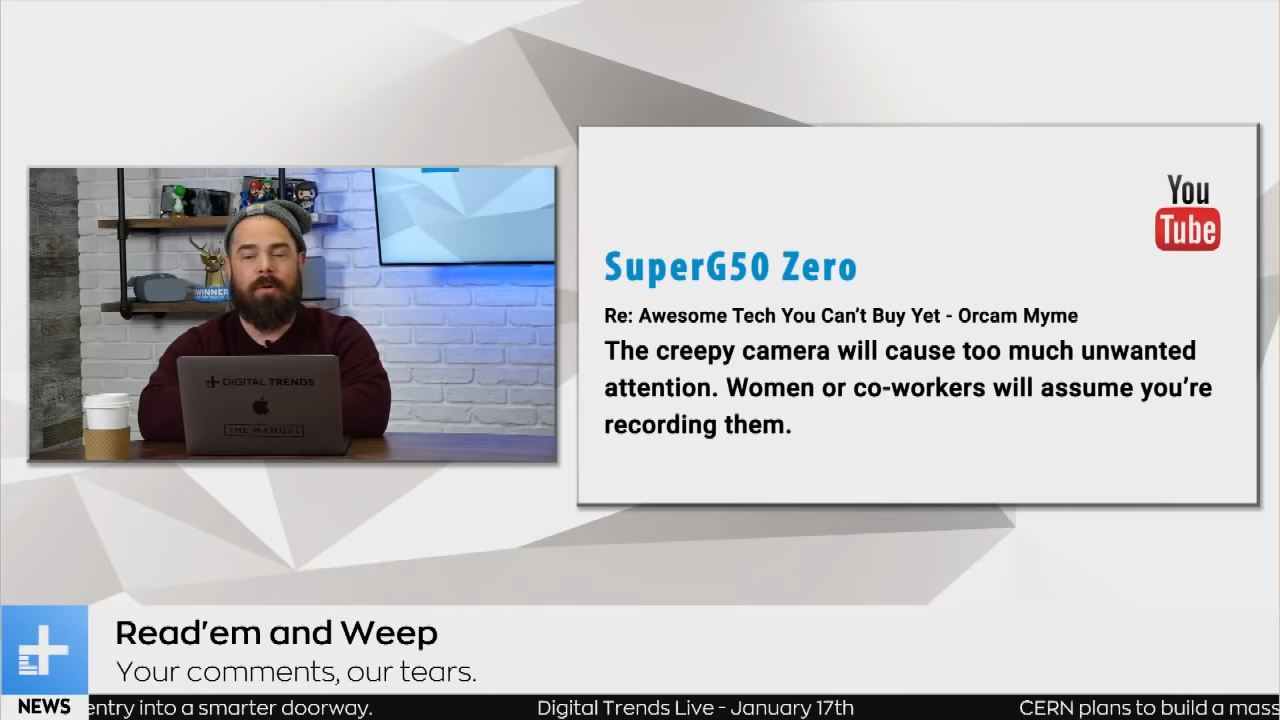 You
Tube
SuperG50 Zero
Re: Awesome Tech You Can't Buy Yet - Orcam Myme
The creepy camera will cause too much unwanted
attention. Women or co-workers will assume you're
recording them.
WINNER
DIGITAL TRENDS
THE MANUAL
Read'em and Weep
Your comments, our tears.
NEWS
entry into a smarter doorway. Digital Trends Live - January 17th CERN plans to build a mass